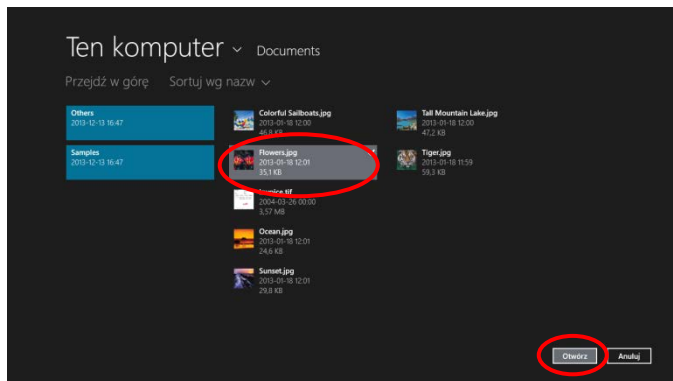 Ten komputer Documents
Przejdź w górę Sortuj wg nazw
Others
2013-12-13 16:47
Samples
2013-12-13 16:47
Colorful Sailboats.jpg
2013-01-18 12:00
46,8 KB
Flowers.jpg
2013-01-18 12:01
35,1 KB
Invoice.tif
2004-03-26 00:00
3,57 MB
Ocean.jpg
2013-01-18 12:01
24,6 KB
Sunset.jpg
2013-01-18 12:01
29,8 KB
Tall Mountain Lake.jpg
2013-01-18 12:00
47,2 KB
Tiger.jpg
2013-01-18 11:59
59,3 KB
Otwórz Anuluj